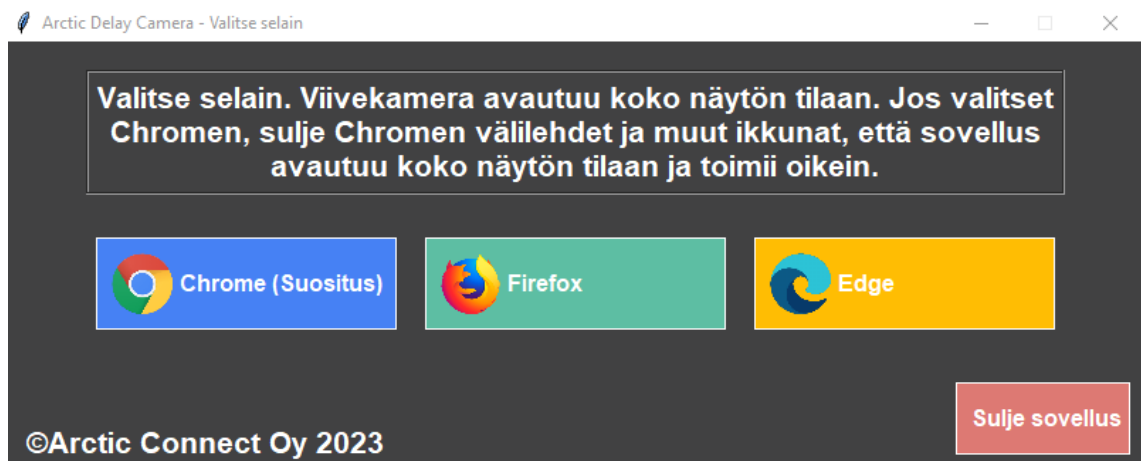 Arctic Delay Camera - Valitse selain
Valitse selain. Viivekamera avautuu koko näytön tilaan. Jos valitset
Chromen, sulje Chromen välilehdet ja muut ikkunat, että sovellus
avautuu koko näytön tilaan ja toimii oikein.
Chrome (Suositus)
Firefox
Edge
Sulje sovellus
©Arctic Connect Oy 2023